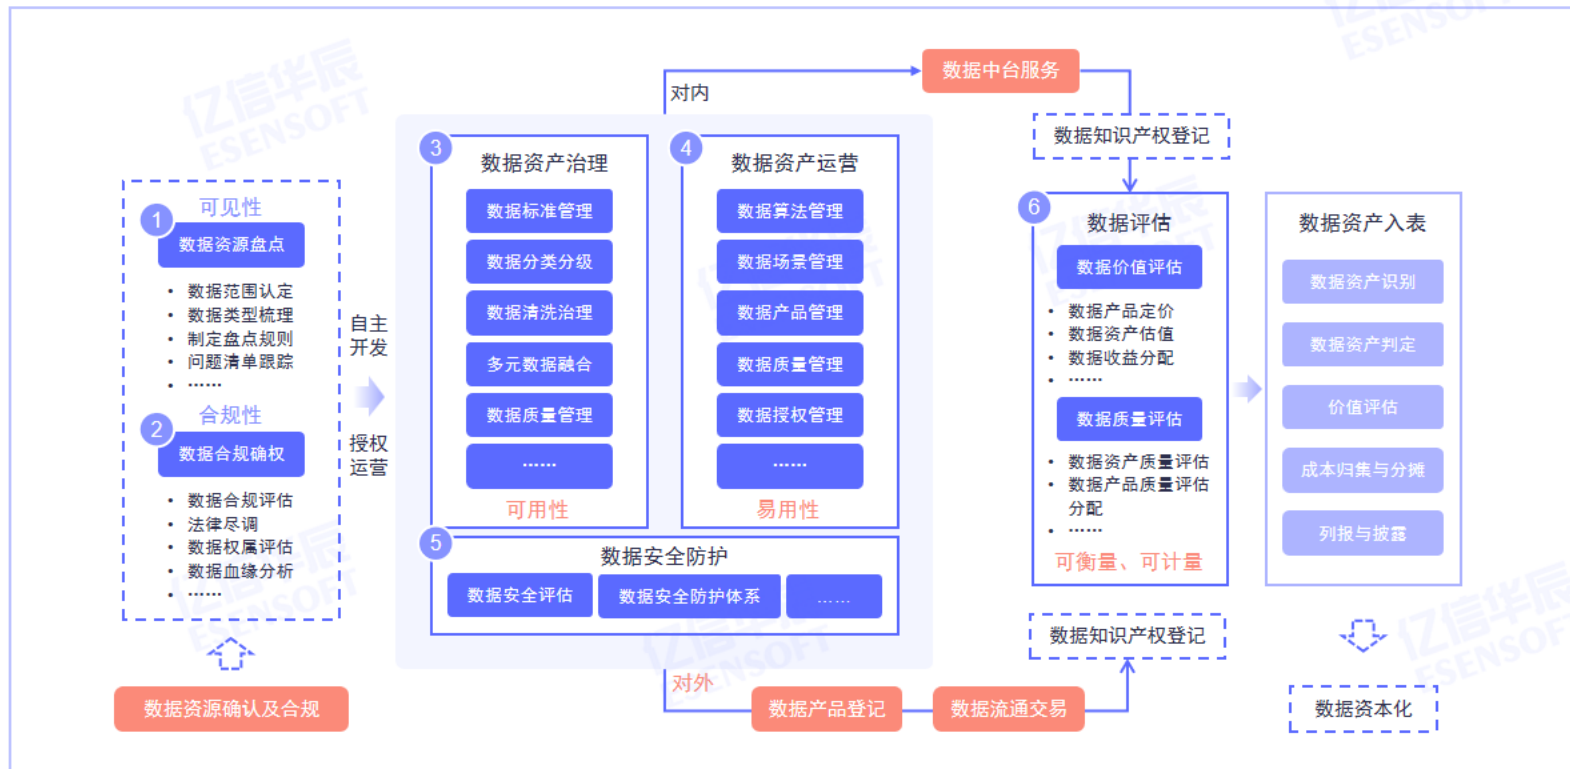 亿信华辰
ESENSOFT
数据中台服务
对内
数据知识产权登记
1
可见性
数据资源盘点
• 数据范围认定
• 数据类型梳理
• 制定盘点规则
• 问题清单跟踪
• ······
2
合规性
数据合规确权
• 数据合规评估
• 法律尽调
• 数据权属评估
• 数据血缘分析
• ······
数据资源确认及合规
自主
开发
授权
运营
3
数据资产治理
数据标准管理
数据分类分级
数据清洗治理
多元数据融合
数据质量管理
······
可用性
4
数据资产运营
数据算法管理
数据场景管理
数据产品管理
数据质量管理
数据授权管理
······
易用性
5
数据安全防护
数据安全评估
数据安全防护体系
......
对外
数据产品登记
数据流通交易
数据知识产权登记
6
数据评估
数据价值评估
• 数据产品定价
• 数据资产估值
• 数据收益分配
• ······
数据质量评估
• 数据资产质量评估
• 数据产品质量评估
分配
• ······
可衡量、可计量
数据资产入表
数据资产识别
数据资产判定
价值评估
成本归集与分摊
列报与披露
数据资本化
亿信华辰
ESENSOFT